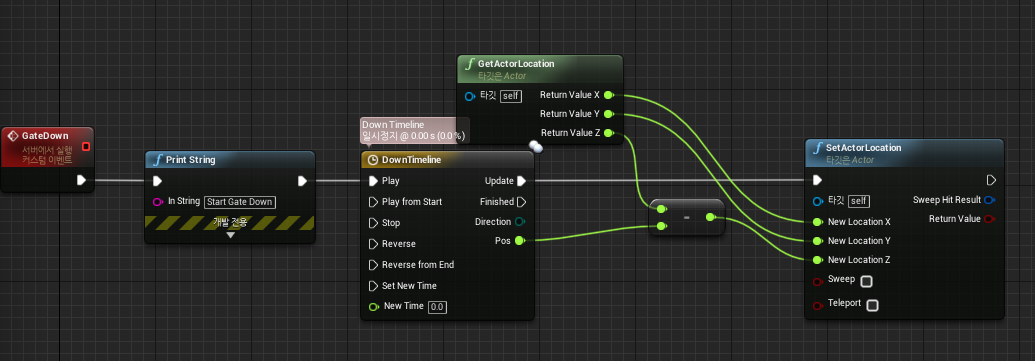 GetActorLocation
타깃은 Actor
타깃 self
Return Value X
Return Value Y
Return Value Z
GateDown
서버에서 실행
커스텀 이벤트
Print String
In String Start Gate Down
개발 전용
Down Timeline
일시정지 @ 0.00 s (0.0 %)
DownTimeline
Play
Play from Start
Stop
Reverse
Reverse from End
Set New Time
New Time 0.0
Update
Finished
Direction
Pos
-
SetActorLocation
타깃은 Actor
타깃 self
New Location X
New Location Y
New Location Z
Sweep
Teleport
Sweep Hit Result
Return Value